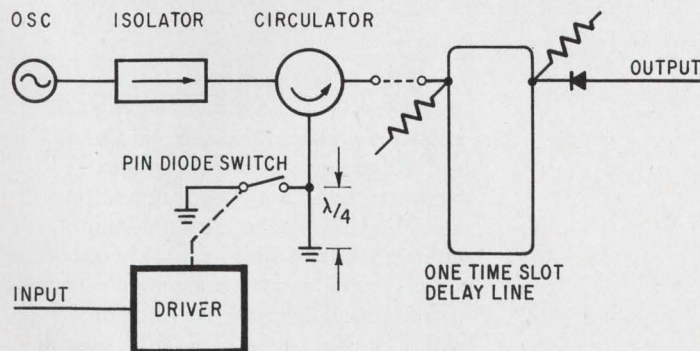 OSC
ISOLATOR
CIRCULATOR
OUTPUT
PIN DIODE SWITCH
λ/4
ONE TIME SLOT
DELAY LINE
INPUT
DRIVER